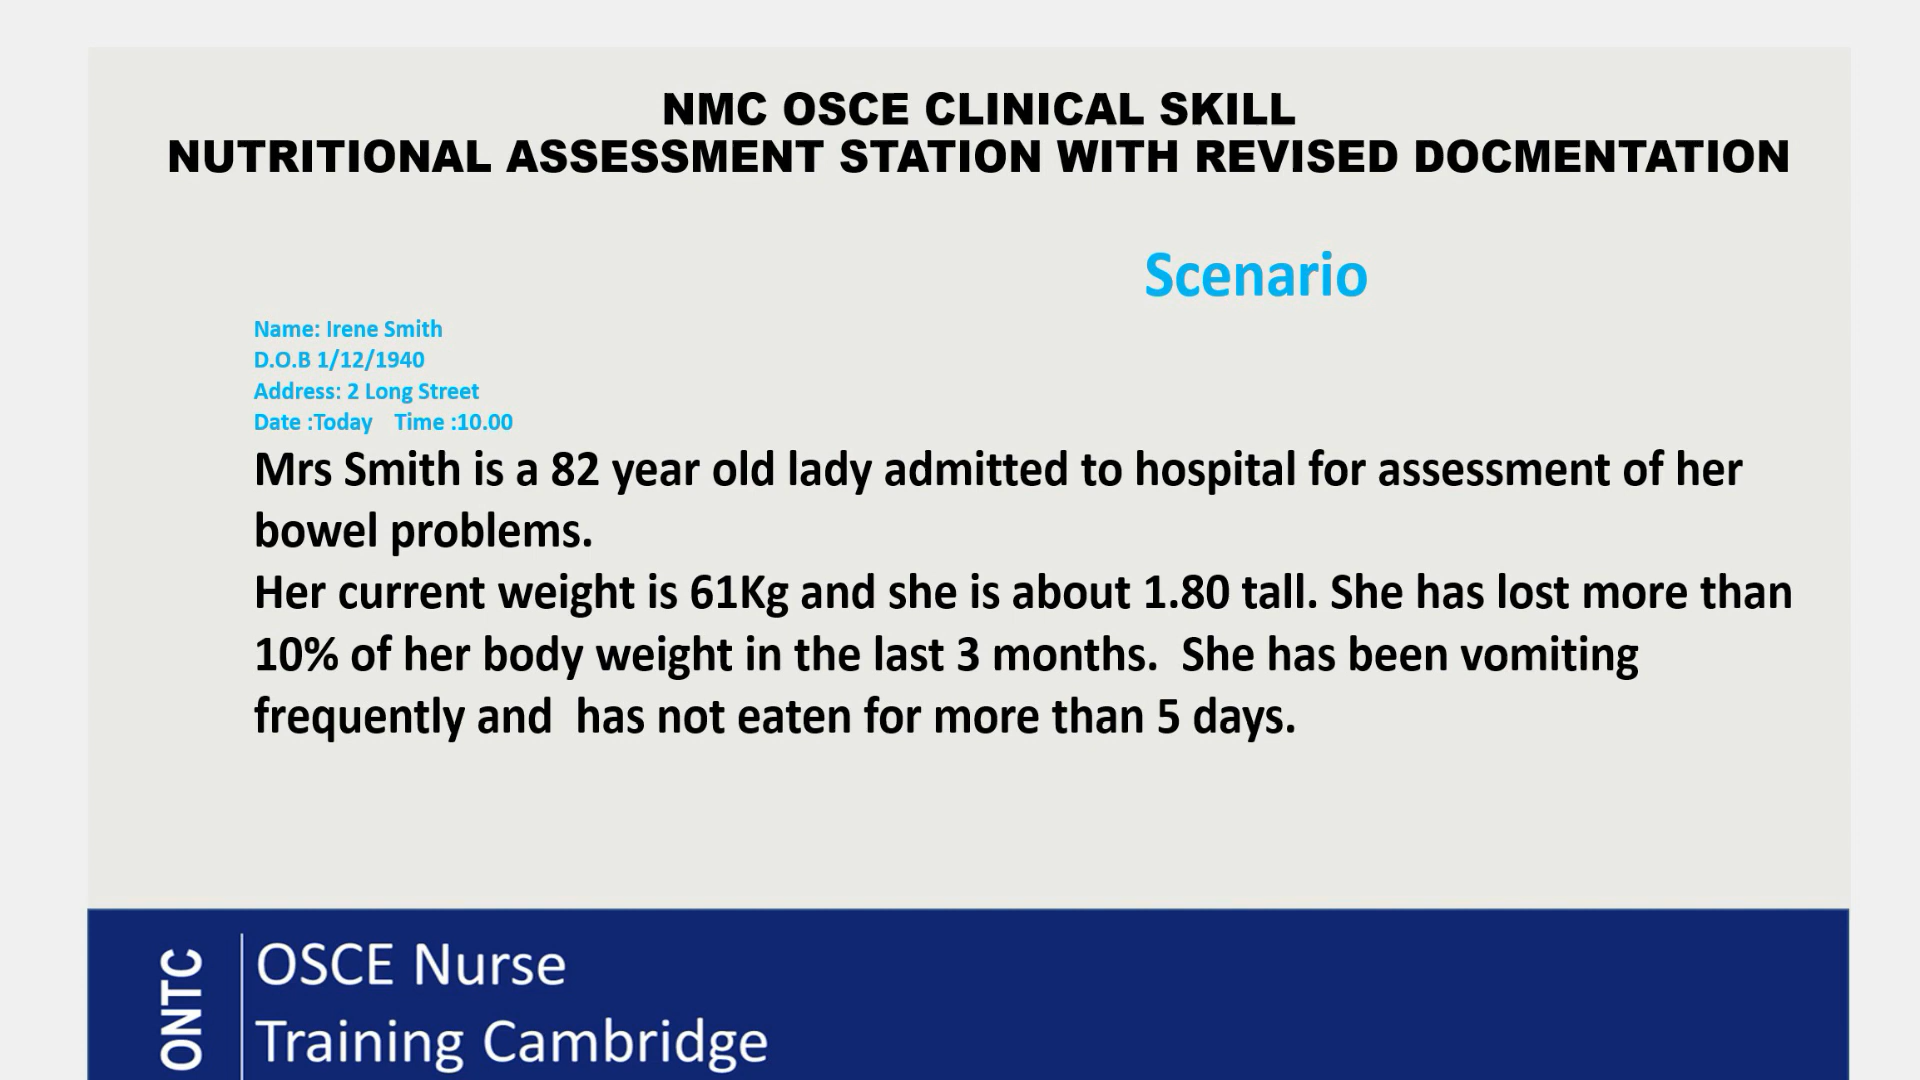 NMC OSCE CLINICAL SKILL
NUTRITIONAL ASSESSMENT STATION WITH REVISED DOCMENTATION
Scenario
Name: Irene Smith
D.O.B 1/12/1940
Address: 2 Long Street
Date :Today Time :10.00
Mrs Smith is a 82 year old lady admitted to hospital for assessment of her
bowel problems.
Her current weight is 61Kg and she is about 1.80 tall. She has lost more than
10% of her body weight in the last 3 months. She has been vomiting
frequently and has not eaten for more than 5 days.
ONTC
OSCE Nurse
Training Cambridge